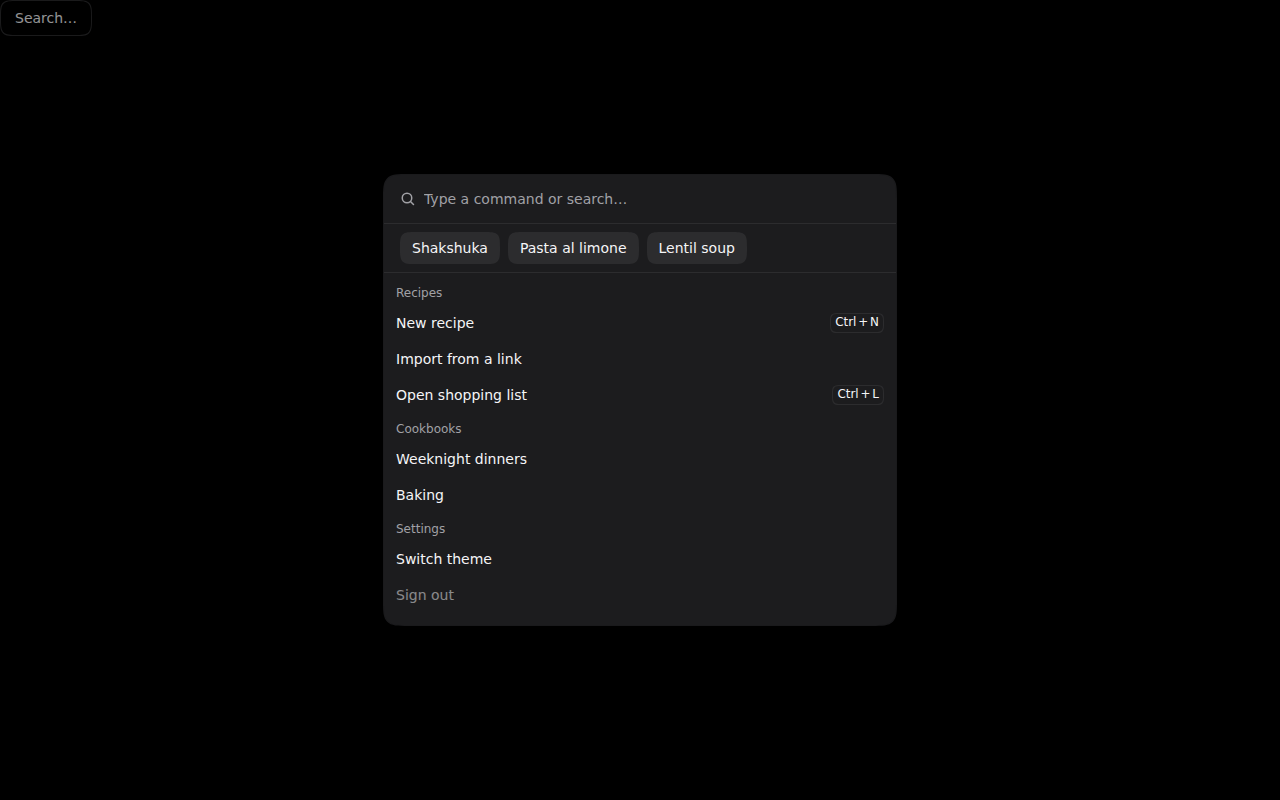 Search…
Type a command or search…
Shakshuka Pasta al limone Lentil soup
Recipes
New recipe Ctrl+N
Import from a link
Open shopping list Ctrl+L
Cookbooks
Weeknight dinners
Baking
Settings
Switch theme
Sign out